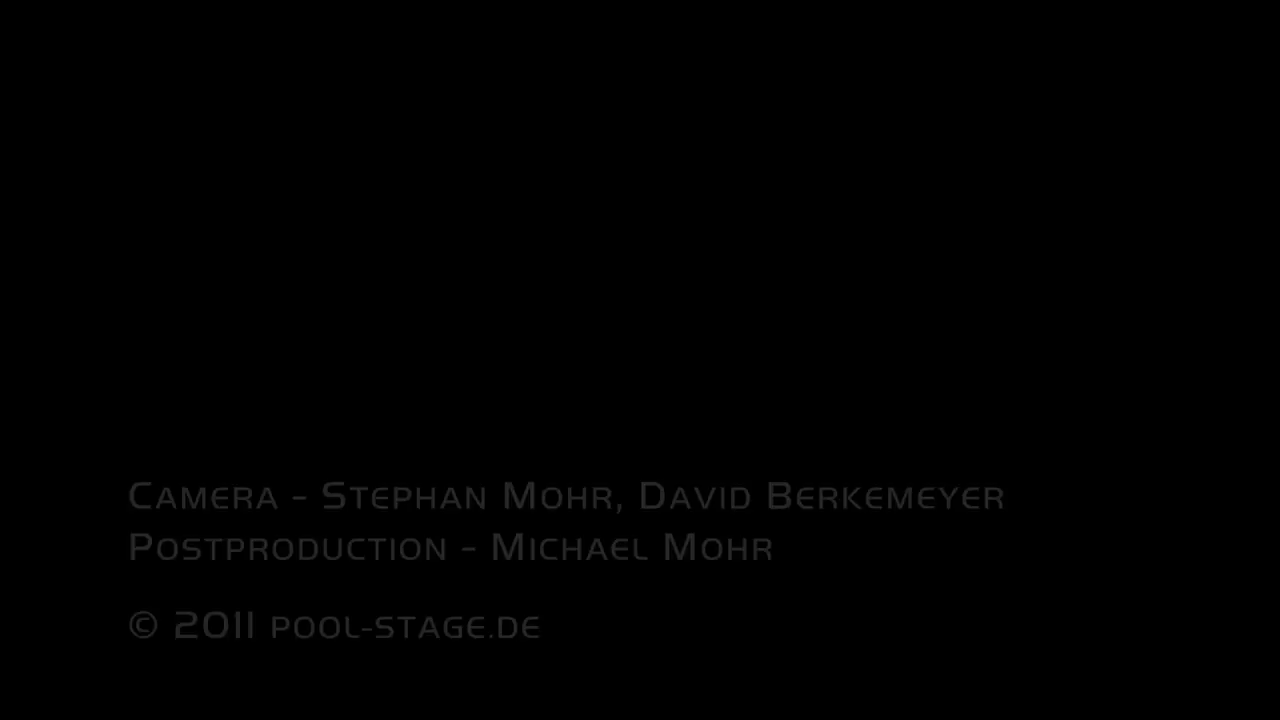 Camera - Stephan Mohr, David Berkemeyer
Postproduction - Michael Mohr
© 2011 pool-stage.de